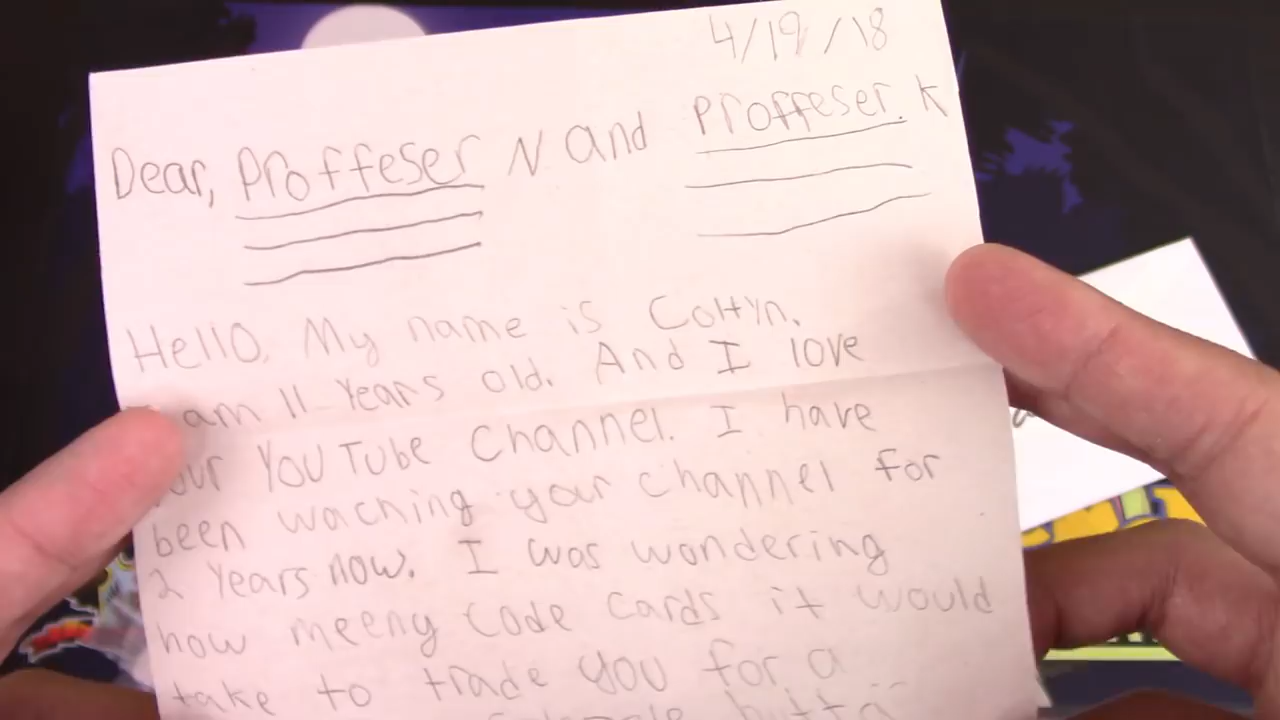 4/19/18
Dear, Proffeser N and Proffeser. K
Hello. My name is Coltyn.
am 11 Years old. And I love
our YouTube Channel. I have
been waching your channel for
2 Years now. I was wondering
how meeny Code Cards it would
take to trade you for a